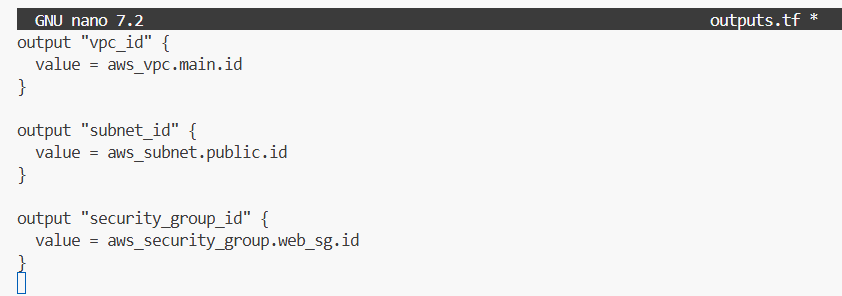 GNU nano 7.2 outputs.tf *
output "vpc_id" {
  value = aws_vpc.main.id
}

output "subnet_id" {
  value = aws_subnet.public.id
}

output "security_group_id" {
  value = aws_security_group.web_sg.id
}